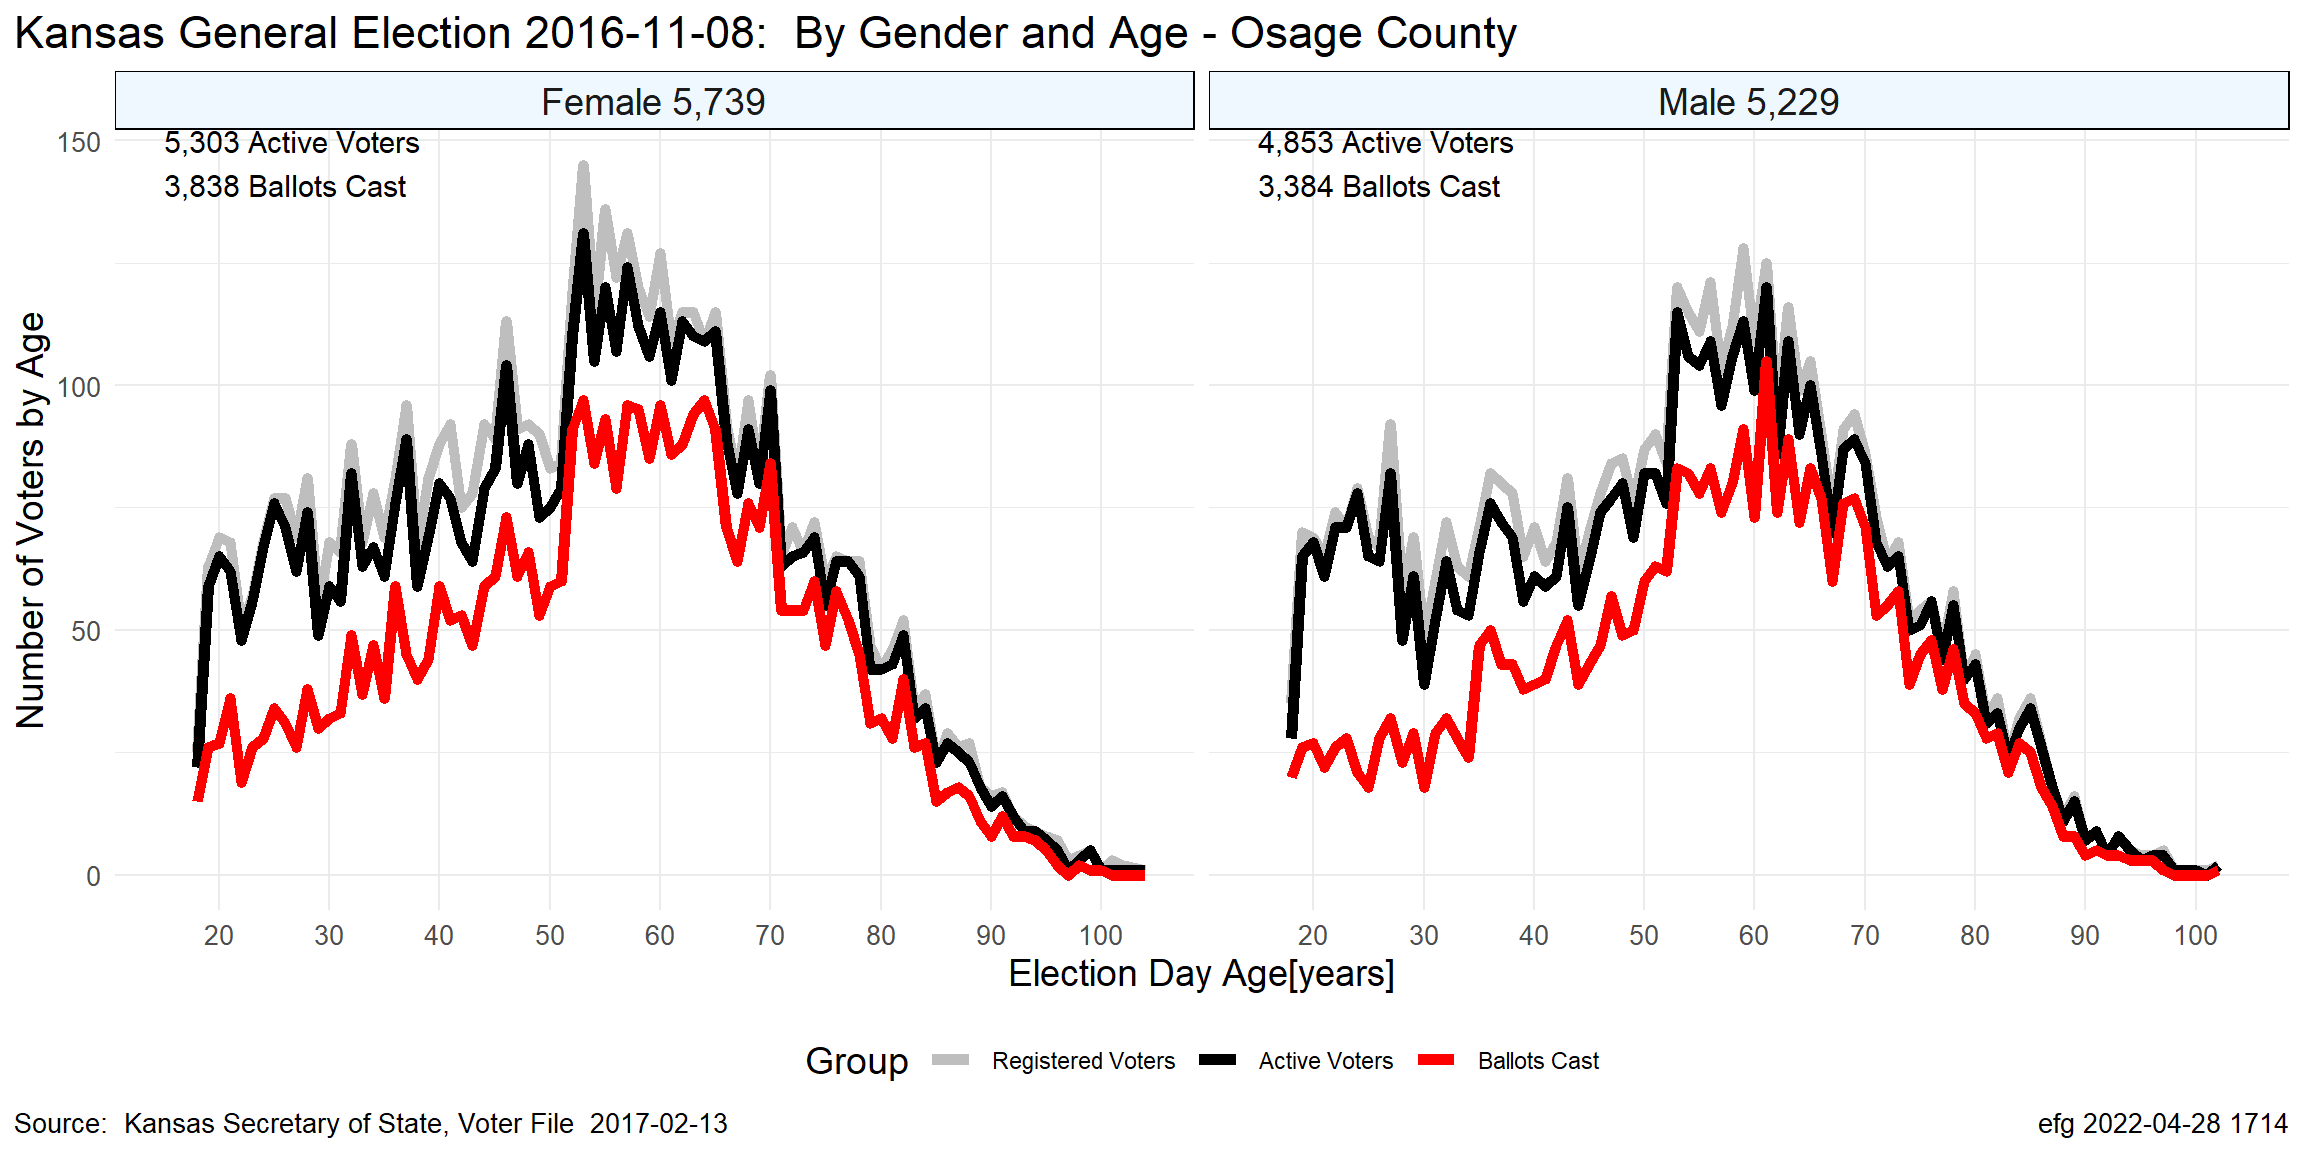 Kansas General Election 2016-11-08:  By Gender and Age - Osage County
Female 5,739
Male 5,229
5,303 Active Voters
3,838 Ballots Cast
4,853 Active Voters
3,384 Ballots Cast
Number of Voters by Age
150
100
50
0
20 30 40 50 60 70 80 90 100
20 30 40 50 60 70 80 90 100
Election Day Age[years]
Group Registered Voters Active Voters Ballots Cast
Source:  Kansas Secretary of State, Voter File  2017-02-13
efg 2022-04-28 1714